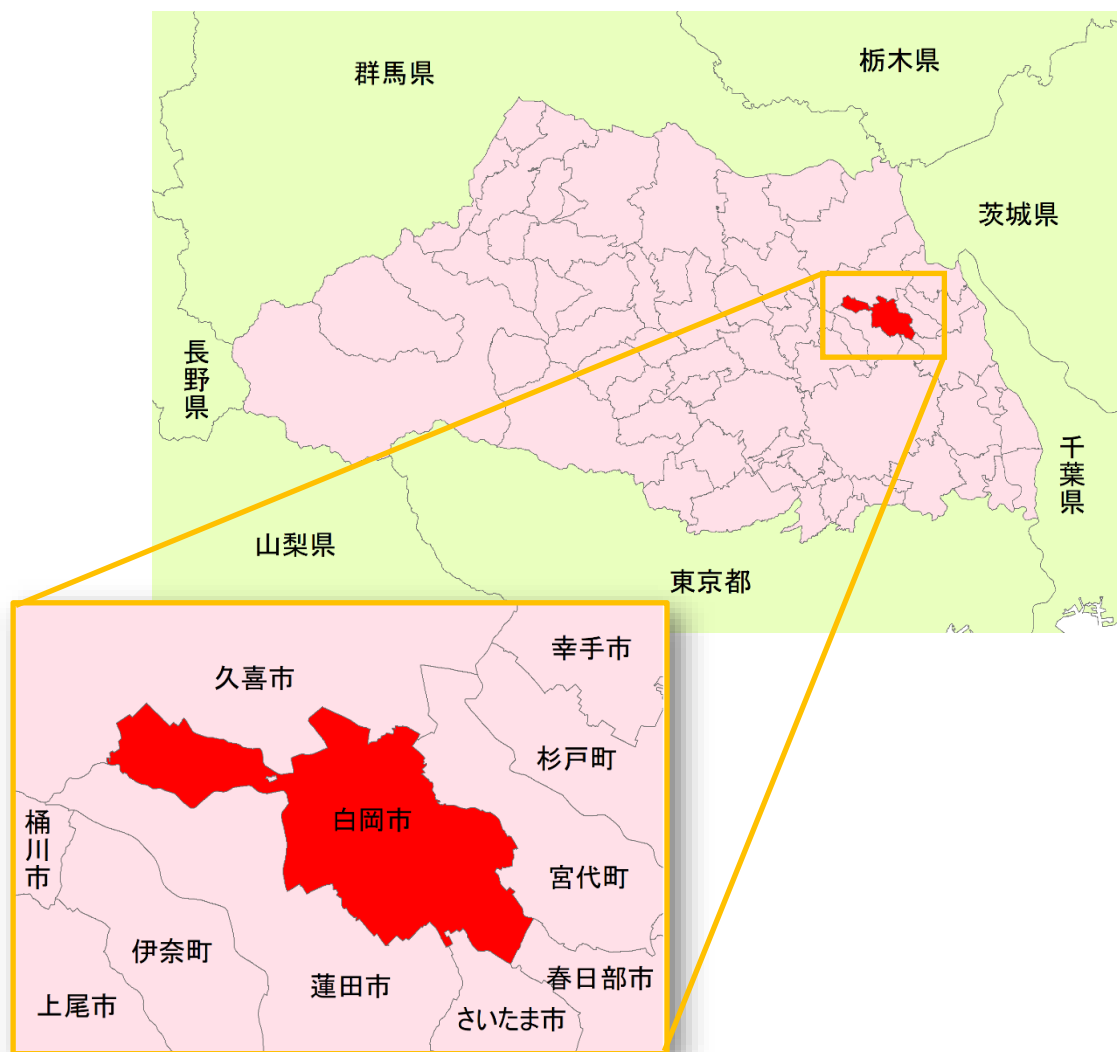 群馬県
栃木県
茨城県
長野県
千葉県
山梨県
東京都
幸手市
久喜市
杉戸町
白岡市
桶川市
宮代町
伊奈町
春日部市
蓮田市
上尾市
さいたま市